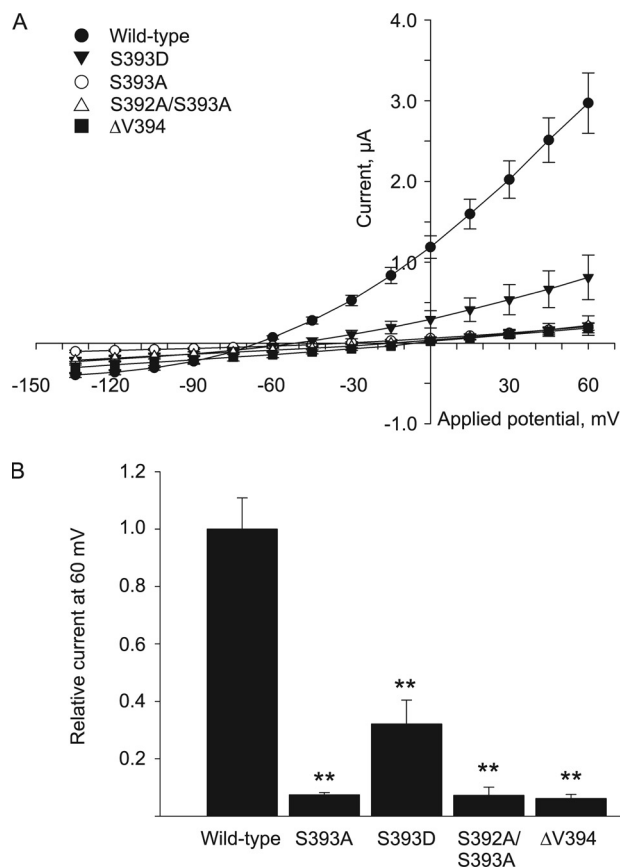 A
Wild-type
S393D
S393A
S392A/S393A
ΔV394
Current, µA
4.0
3.0
2.0
1.0
-1.0
-150 -120 -90 -60 -30 30 60
Applied potential, mV
B
Relative current at 60 mV
1.2
1.0
0.8
0.6
0.4
0.2
** ** ** **
Wild-type S393A S393D S392A/ ΔV394
S393A